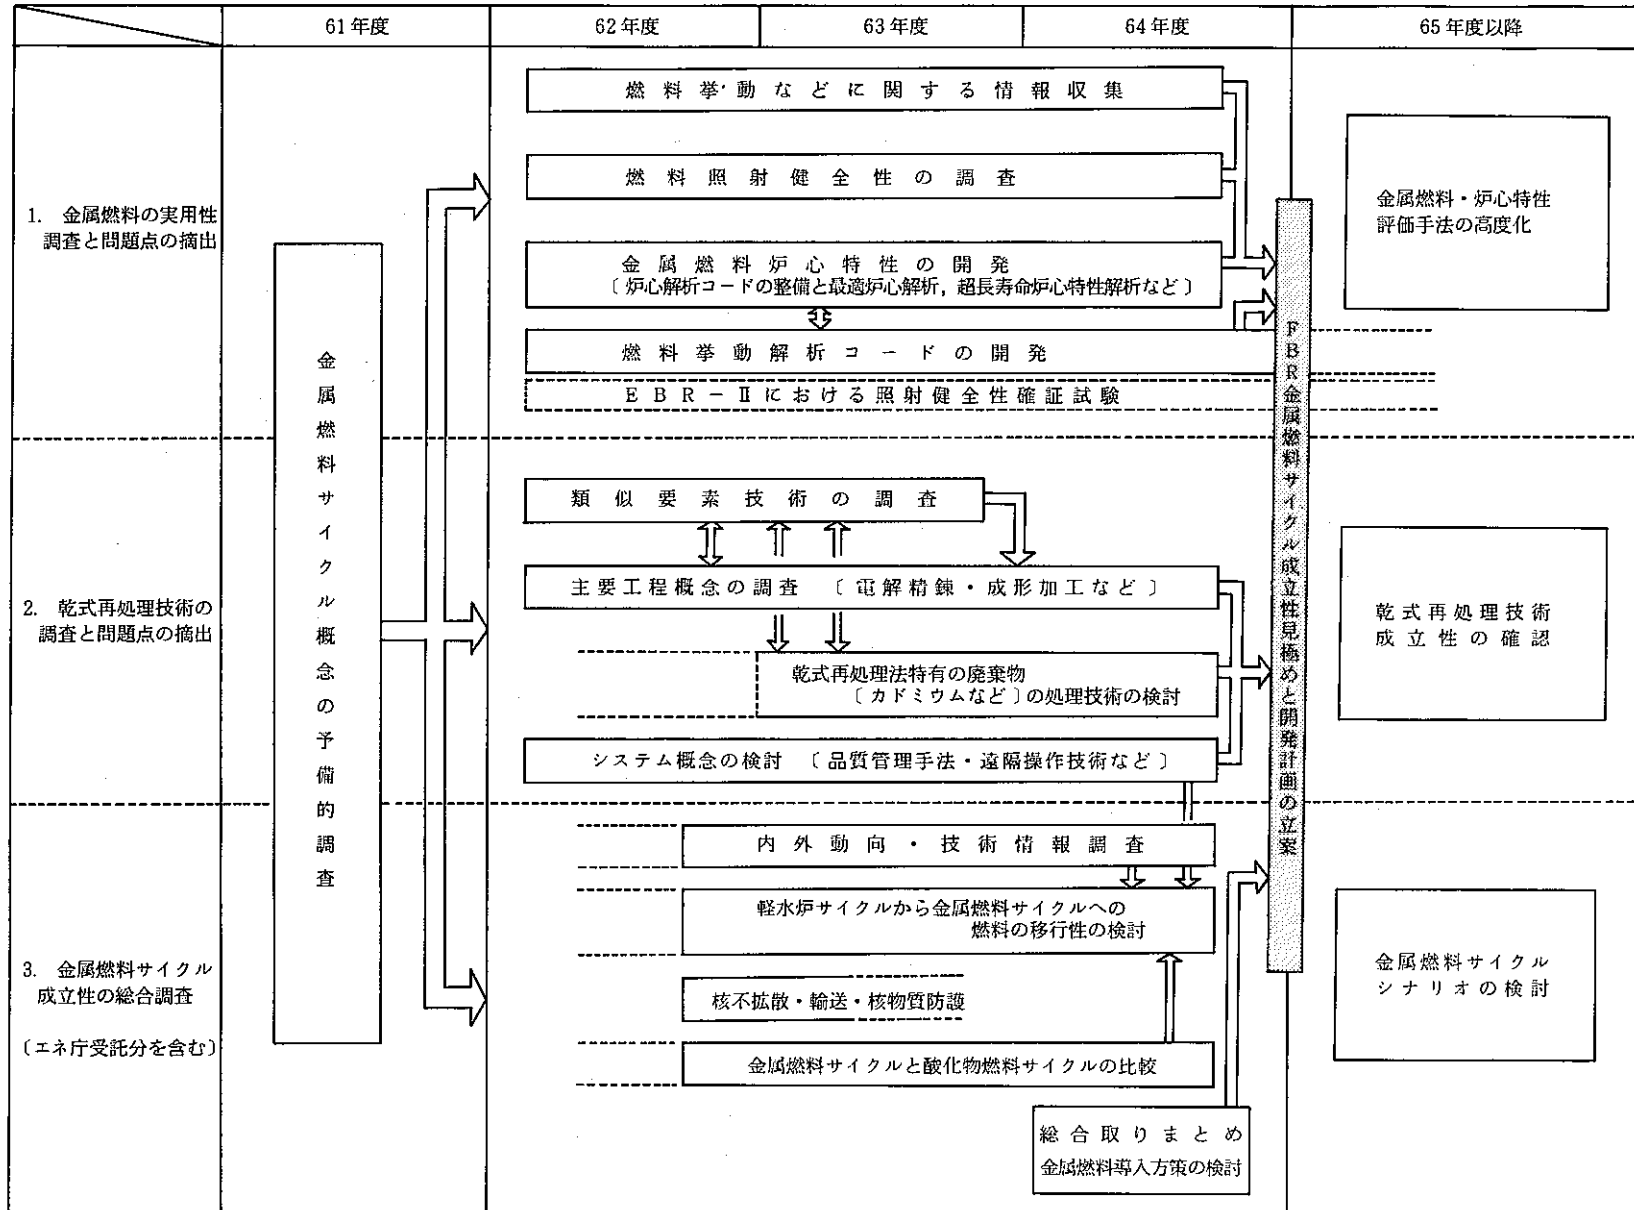 61年度
62年度
63年度
64年度
65年度以降
1. 金属燃料の実用性
調査と問題点の摘出
2. 乾式再処理技術の
調査と問題点の摘出
3. 金属燃料サイクル
成立性の総合調査
〔エネ庁受託分を含む〕
金属燃料サイクル概念の予備的調査
燃料挙動などに関する情報収集
燃料照射健全性の調査
金属燃料炉心特性の開発
〔炉心解析コードの整備と最適炉心解析，超長寿命炉心特性解析など〕
燃料挙動解析コードの開発
EBR－Ⅱにおける照射健全性確証試験
類似要素技術の調査
主要工程概念の調査 〔電解精錬・成形加工など〕
乾式再処理法特有の廃棄物
〔カドミウムなど〕の処理技術の検討
システム概念の検討 〔品質管理手法・遠隔操作技術など〕
内外動向・技術情報調査
軽水炉サイクルから金属燃料サイクルへの
燃料の移行性の検討
核不拡散・輸送・核物質防護
金属燃料サイクルと酸化物燃料サイクルの比較
総合取りまとめ
金属燃料導入方策の検討
FBR金属燃料サイクル成立性見極めと開発計画の立案
金属燃料・炉心特性
評価手法の高度化
乾式再処理技術
成立性の確認
金属燃料サイクル
シナリオの検討